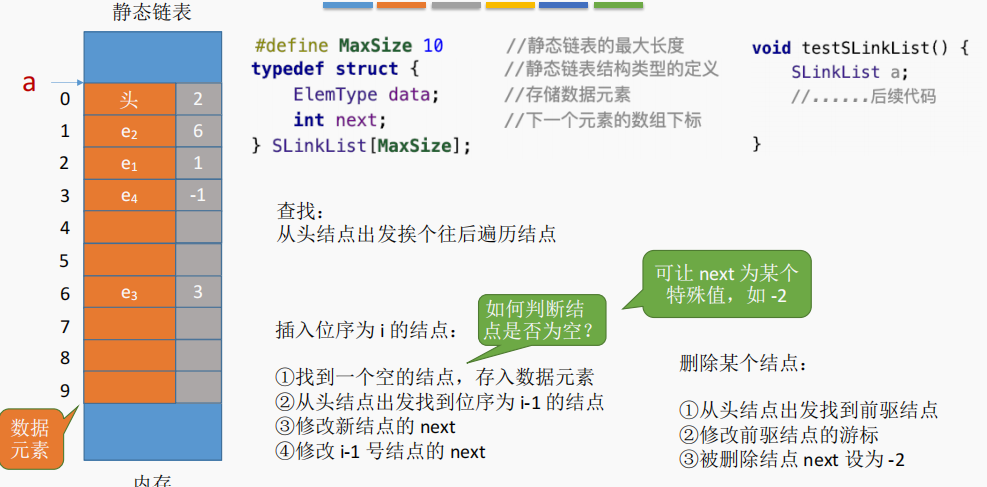 静态链表
a
0 头 2
1 e₂ 6
2 e₁ 1
3 e₄ -1
4
5
6 e₃ 3
7
8
9
数据
元素
内存
#define MaxSize 10 //静态链表的最大长度
typedef struct { //静态链表结构类型的定义
ElemType data; //存储数据元素
int next; //下一个元素的数组下标
} SLinkList[MaxSize];
void testSLinkList() {
SLinkList a;
//......后续代码
}
查找：
从头结点出发挨个往后遍历结点
可让 next 为某个
特殊值，如 -2
如何判断结
点是否为空？
插入位序为 i 的结点：
①找到一个空的结点，存入数据元素
②从头结点出发找到位序为 i-1 的结点
③修改新结点的 next
④修改 i-1 号结点的 next
删除某个结点：
①从头结点出发找到前驱结点
②修改前驱结点的游标
③被删除结点 next 设为 -2